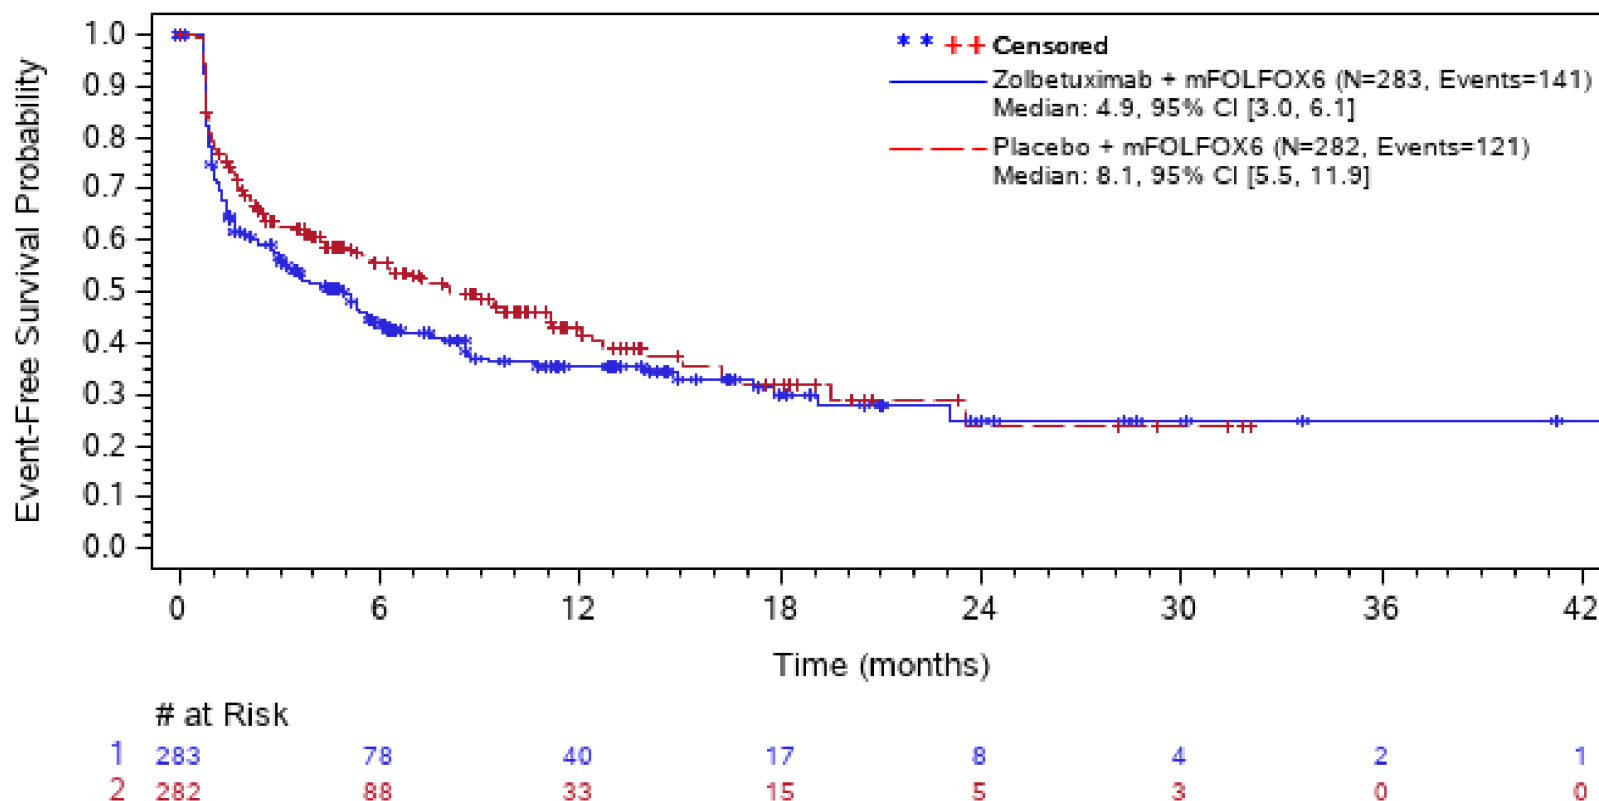 Censored
Zolbetuximab + mFOLFOX6 (N=283, Events=141)
Median: 4.9, 95% CI [3.0, 6.1]
Placebo + mFOLFOX6 (N=282, Events=121)
Median: 8.1, 95% CI [5.5, 11.9]
Event-Free Survival Probability
1.0
0.9
0.8
0.7
0.6
0.5
0.4
0.3
0.2
0.1
0.0
0 6 12 18 24 30 36 42
Time (months)
# at Risk
1 283 78 40 17 8 4 2 1
2 282 88 33 15 5 3 0 0